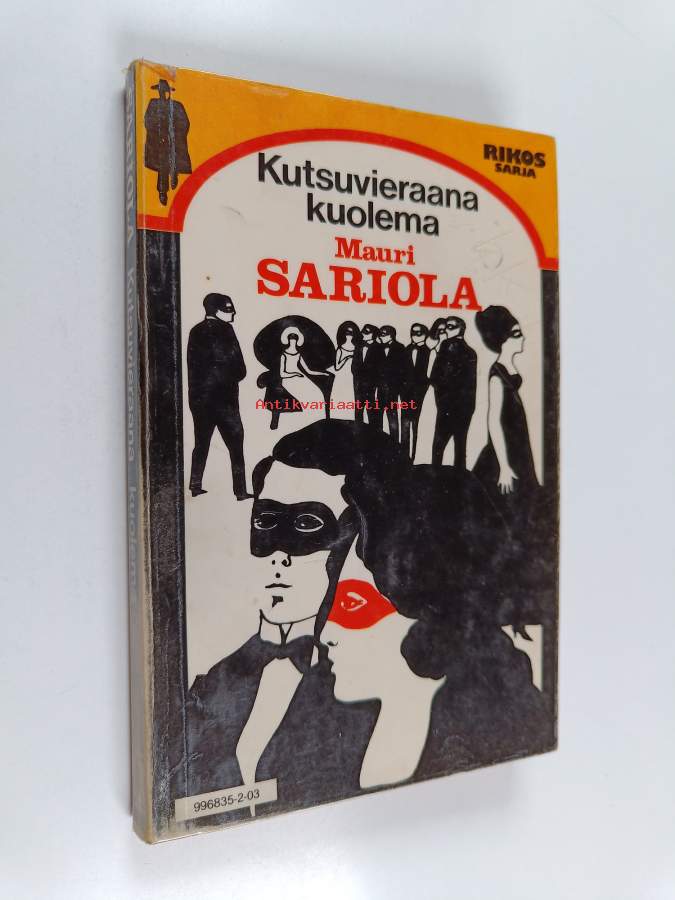 RIKOS
SARJA
Kutsuvieraana
kuolema
Mauri
SARIOLA
Antikvariaatti.net
996835-2-03
SARIOLA Kutsuvieraana kuolema